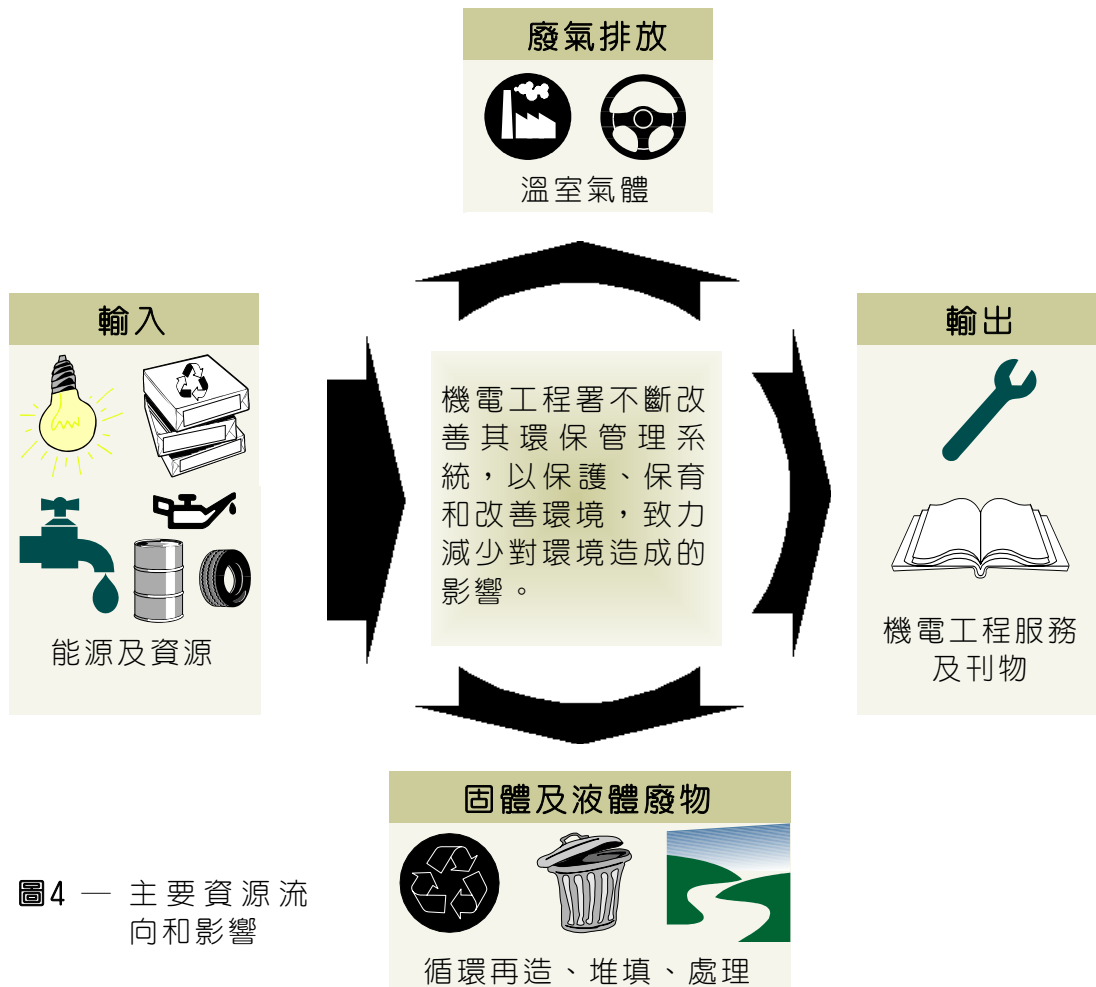 廢氣排放
溫室氣體
輸入
能源及資源
機電工程署不斷改
善其環保管理系
統，以保護、保育
和改善環境，致力
減少對環境造成的
影響。
輸出
機電工程服務
及刊物
固體及液體廢物
循環再造、堆填、處理
圖4 — 主要資源流
向和影響